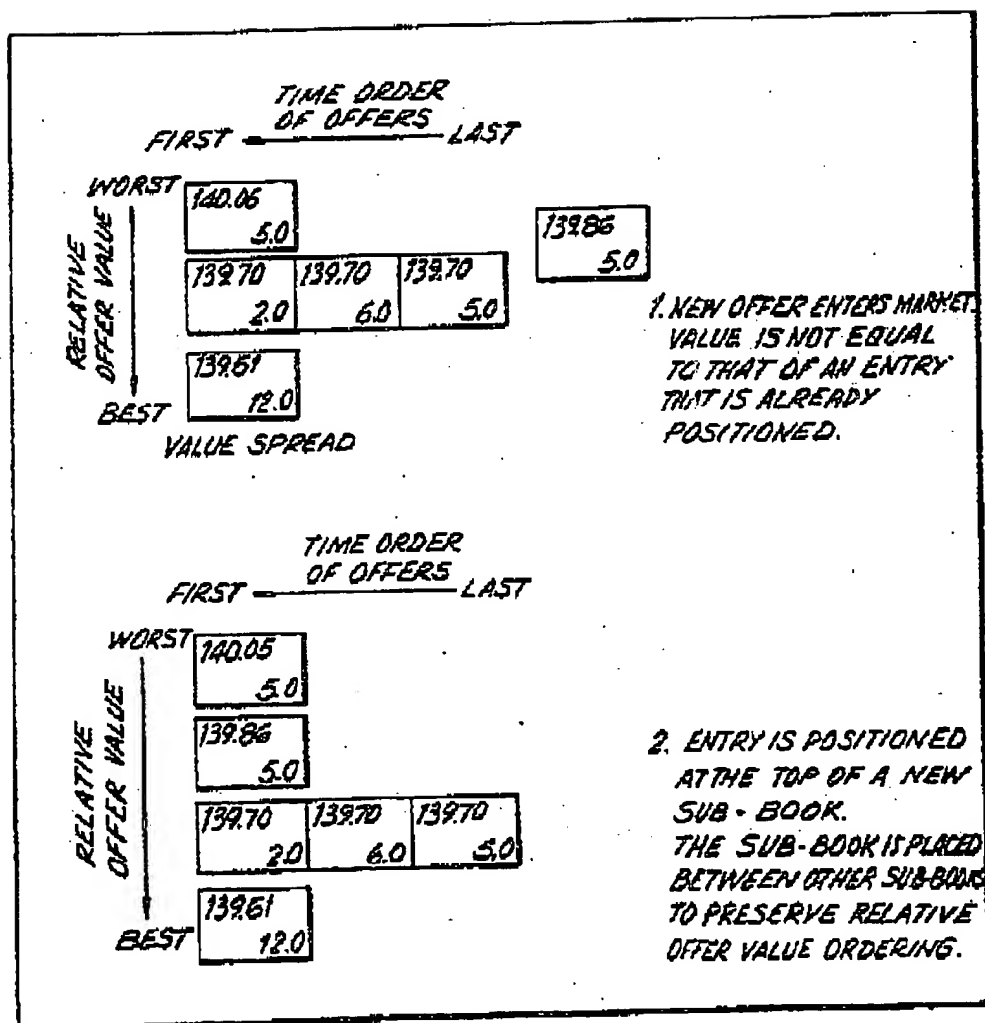 TIME ORDER
OF OFFERS
FIRST LAST
WORST
RELATIVE
OFFER VALUE
BEST
140.06
5.0
139.70 139.70 139.70
2.0 6.0 5.0
139.61
12.0
VALUE SPREAD
139.86
5.0
1. NEW OFFER ENTERS MARKET.
VALUE IS NOT EQUAL
TO THAT OF AN ENTRY
THAT IS ALREADY
POSITIONED.
TIME ORDER
OF OFFERS
FIRST LAST
WORST
RELATIVE
OFFER VALUE
BEST
140.05
5.0
139.86
5.0
139.70 139.70 139.70
2.0 6.0 5.0
139.61
12.0
2. ENTRY IS POSITIONED
AT THE TOP OF A NEW
SUB-BOOK.
THE SUB-BOOK IS PLACED
BETWEEN OTHER SUB-BOOKS
TO PRESERVE RELATIVE
OFFER VALUE ORDERING.